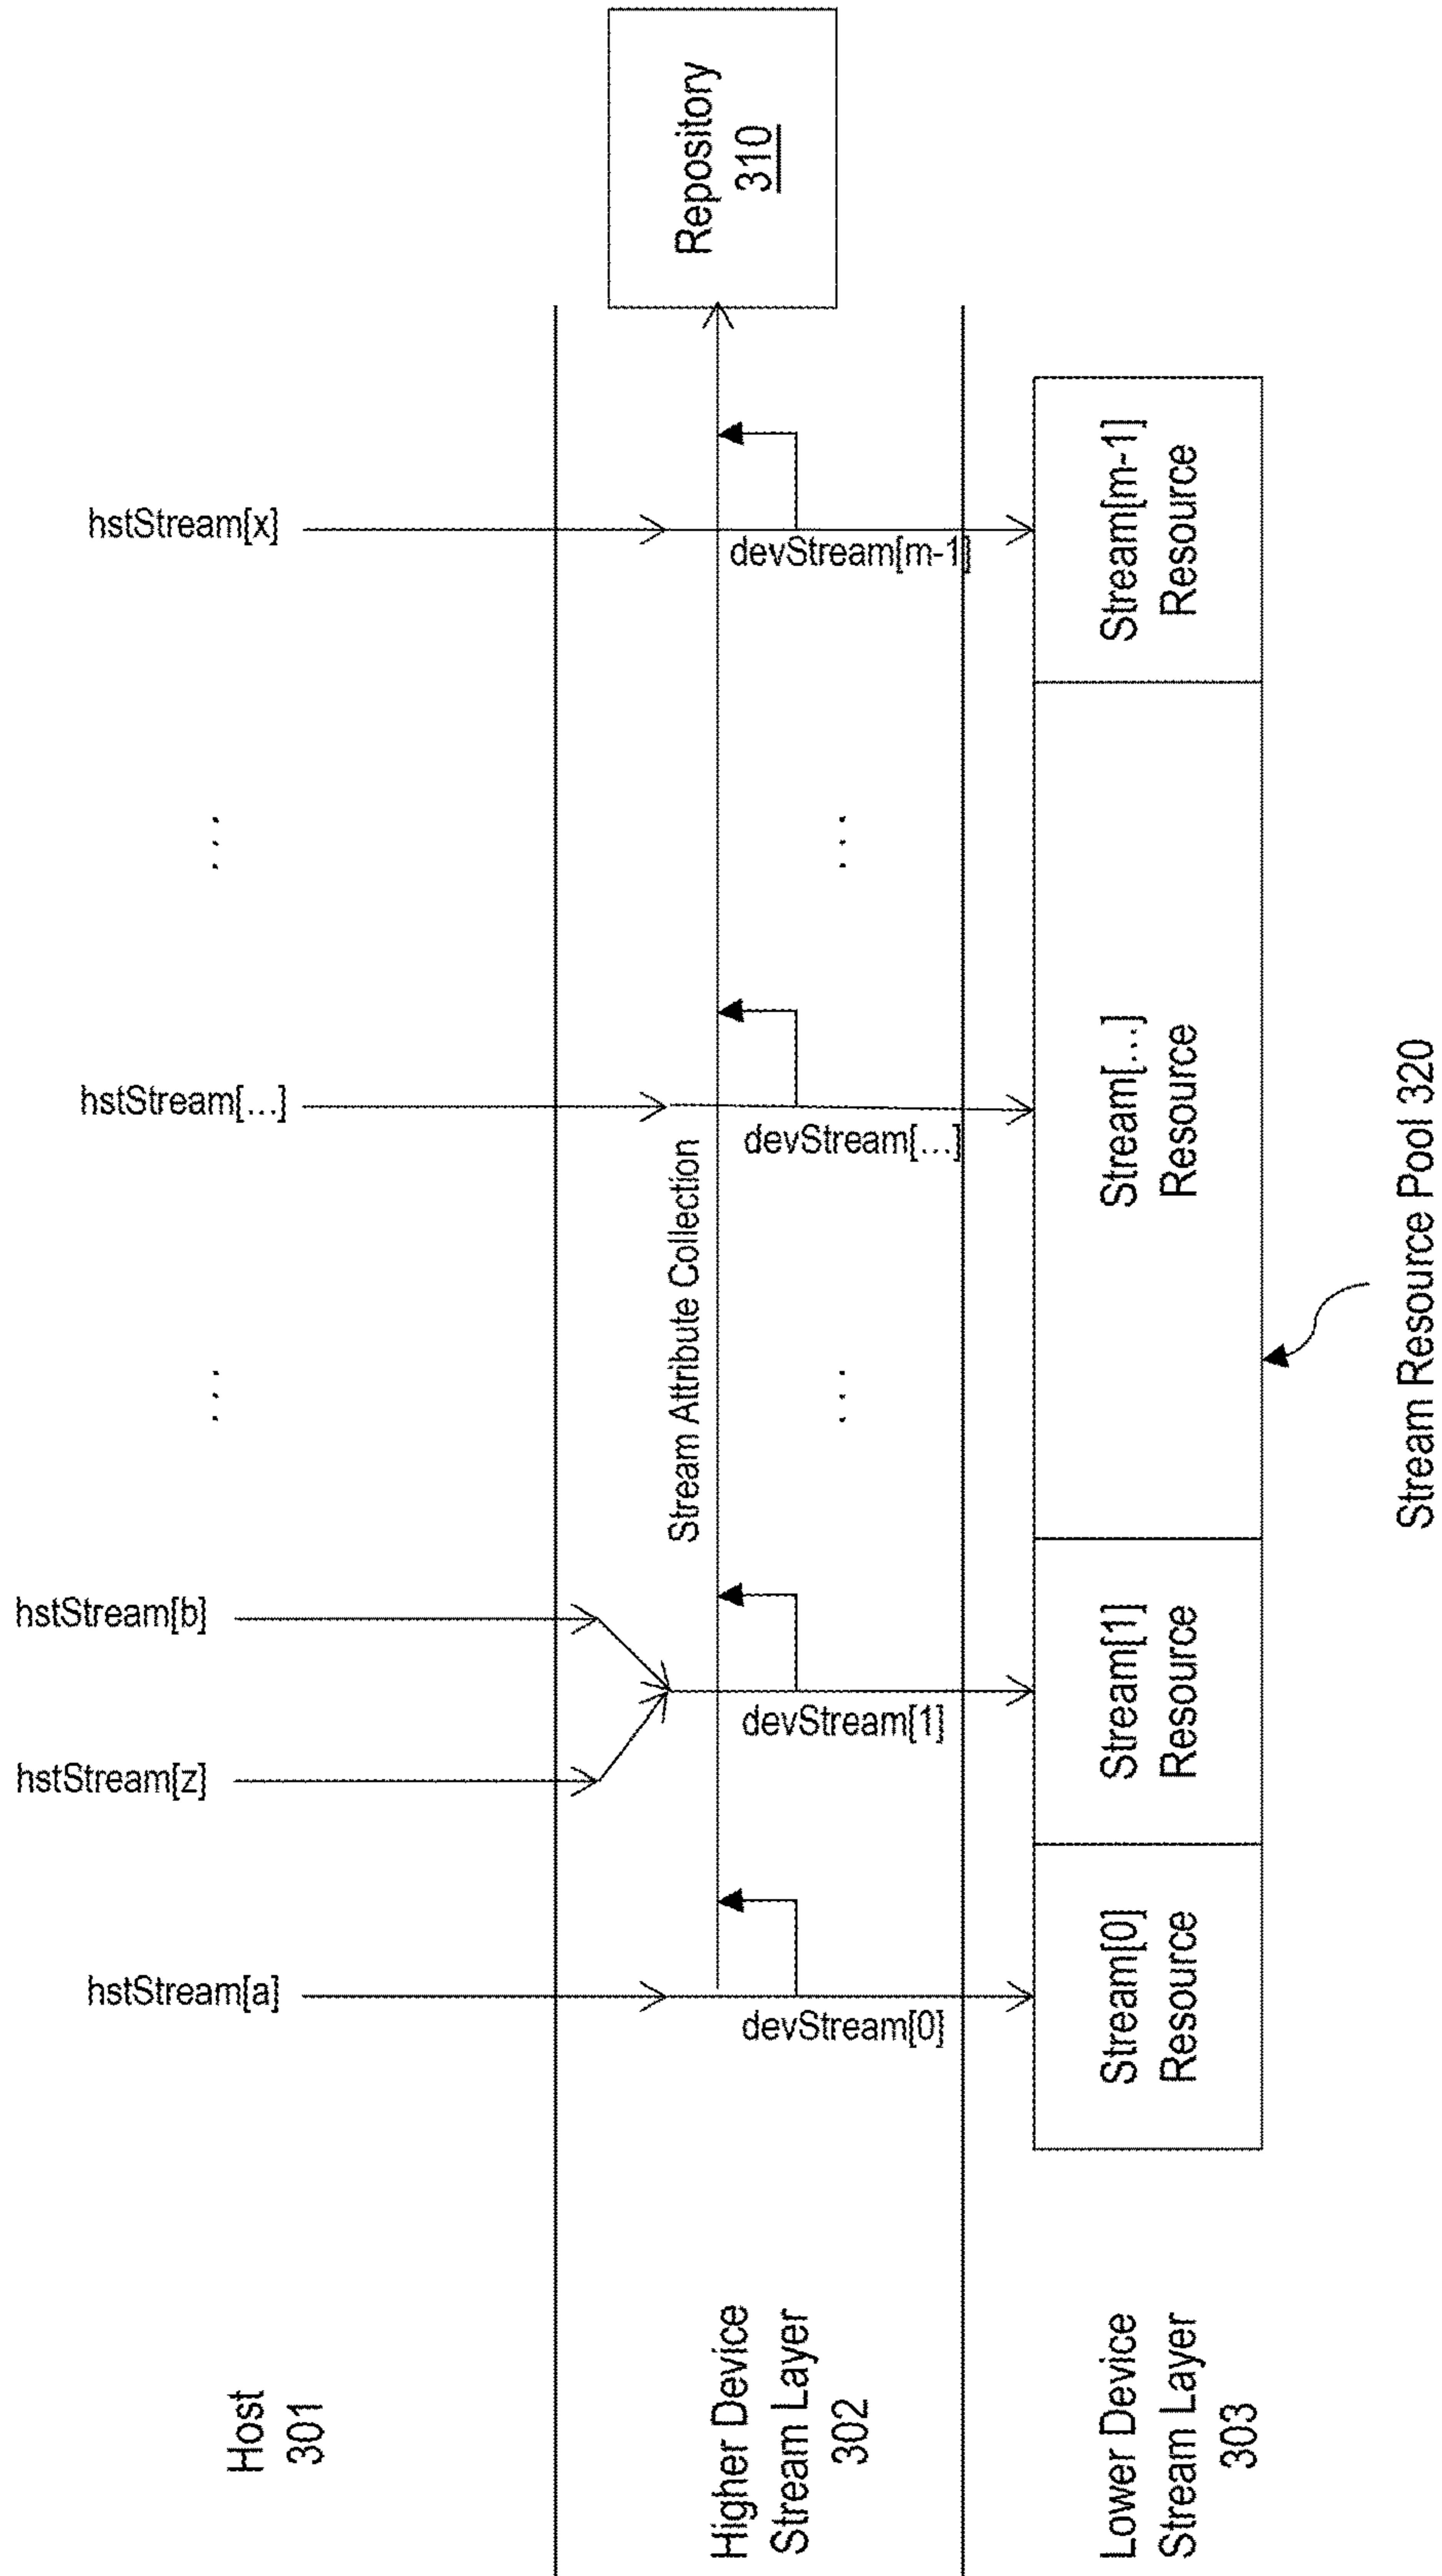 Host
301
hstStream[a]
hstStream[z]
hstStream[b]
...
hstStream[...]
...
hstStream[x]
Higher Device
Stream Layer
302
devStream[0]
devStream[1]
Stream Attribute Collection
...
devStream[...]
...
devStream[m-1]
Repository
310
Lower Device
Stream Layer
303
Stream[0]
Resource
Stream[1]
Resource
Stream[...]
Resource
Stream[m-1]
Resource
Stream Resource Pool 320